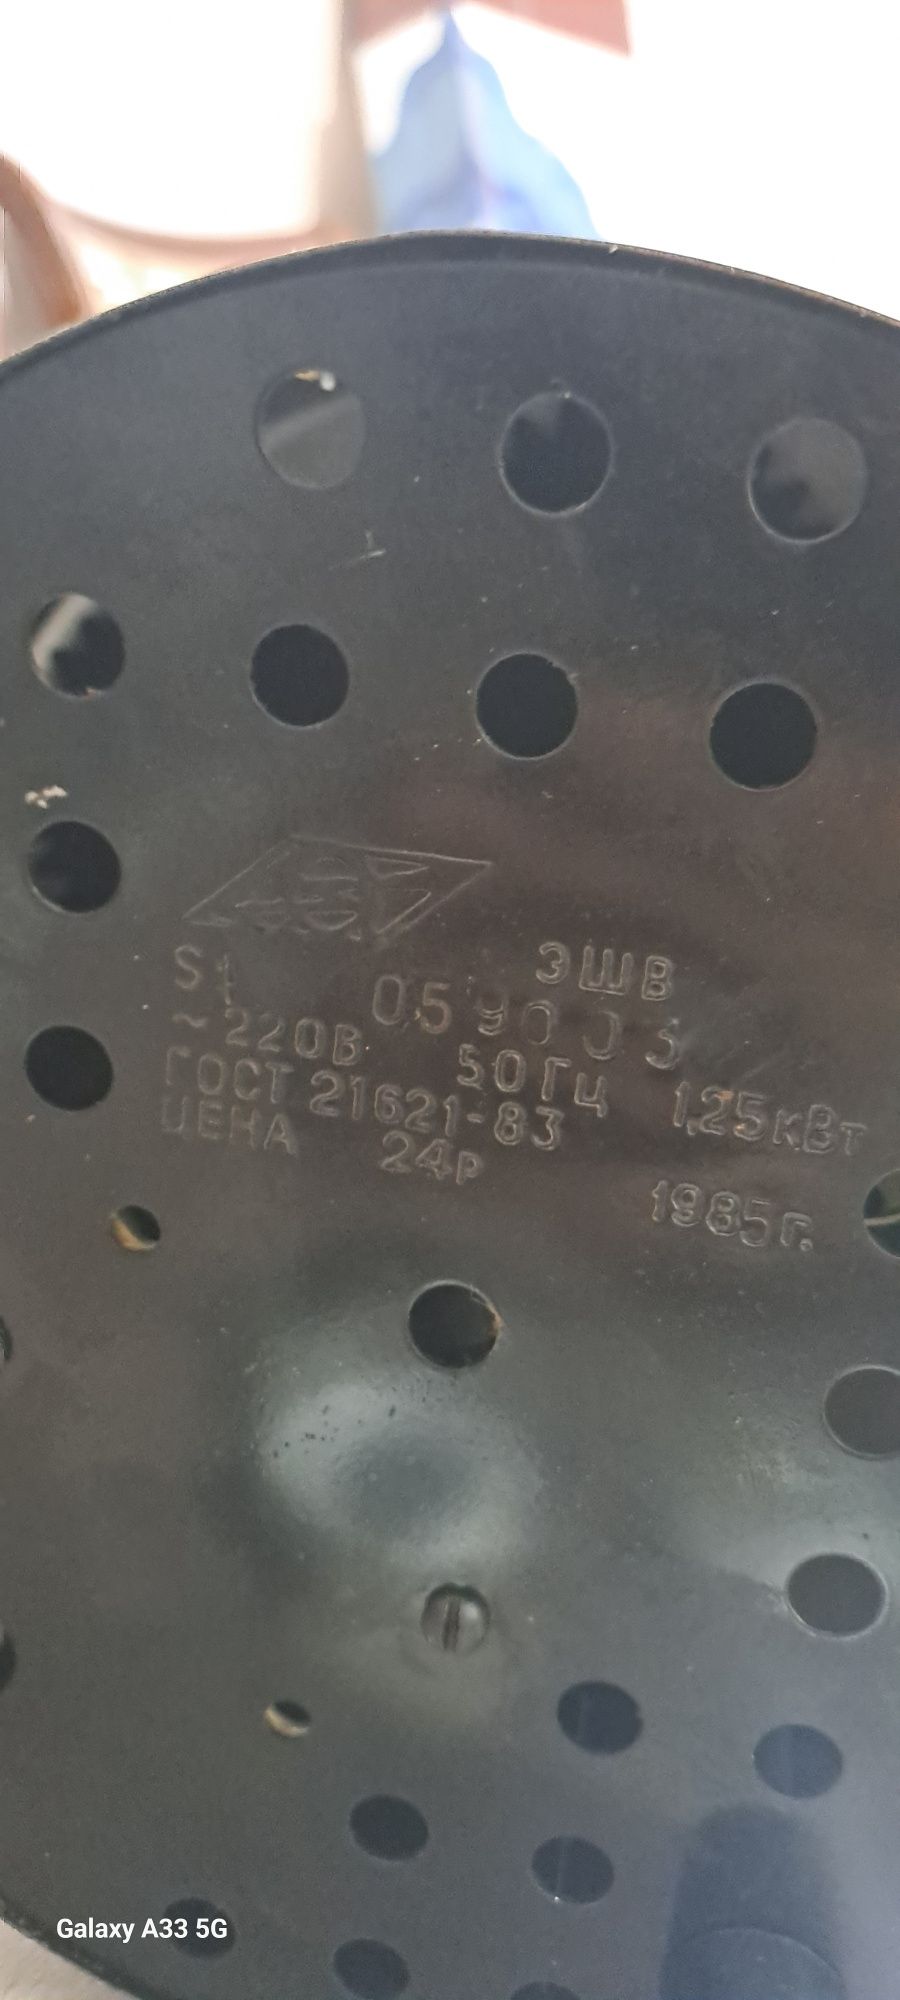 ЭШВ
S1
~220В 50Гц 1,25кВт
ГОСТ 21621-83
ЦЕНА 24р
1985г.
Galaxy A33 5G